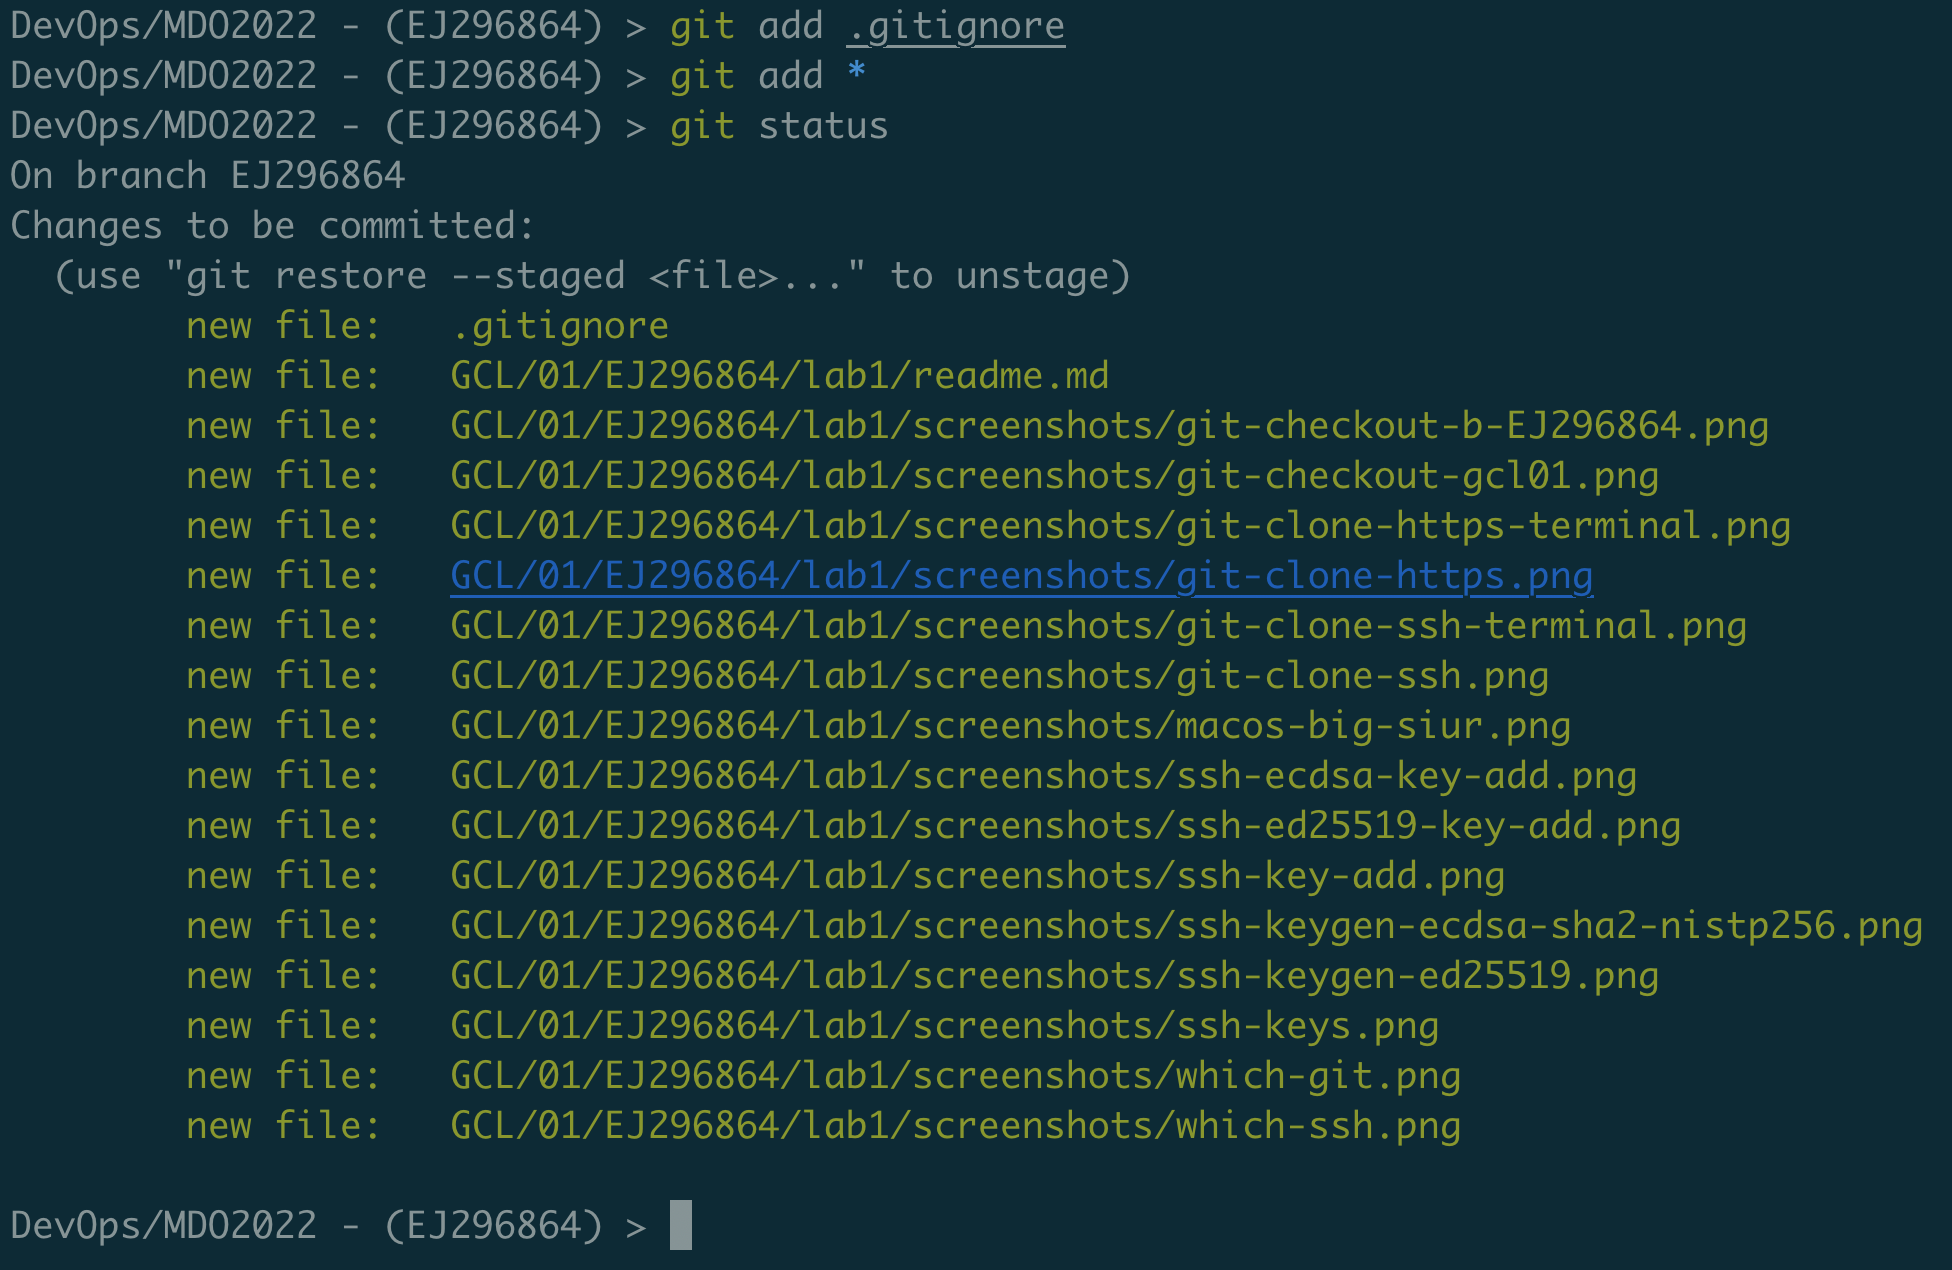 DevOps/MDO2022 - (EJ296864) > git add .gitignore
DevOps/MDO2022 - (EJ296864) > git add *
DevOps/MDO2022 - (EJ296864) > git status
On branch EJ296864
Changes to be committed:
  (use "git restore --staged <file>..." to unstage)
        new file:   .gitignore
        new file:   GCL/01/EJ296864/lab1/readme.md
        new file:   GCL/01/EJ296864/lab1/screenshots/git-checkout-b-EJ296864.png
        new file:   GCL/01/EJ296864/lab1/screenshots/git-checkout-gcl01.png
        new file:   GCL/01/EJ296864/lab1/screenshots/git-clone-https-terminal.png
        new file:   GCL/01/EJ296864/lab1/screenshots/git-clone-https.png
        new file:   GCL/01/EJ296864/lab1/screenshots/git-clone-ssh-terminal.png
        new file:   GCL/01/EJ296864/lab1/screenshots/git-clone-ssh.png
        new file:   GCL/01/EJ296864/lab1/screenshots/macos-big-siur.png
        new file:   GCL/01/EJ296864/lab1/screenshots/ssh-ecdsa-key-add.png
        new file:   GCL/01/EJ296864/lab1/screenshots/ssh-ed25519-key-add.png
        new file:   GCL/01/EJ296864/lab1/screenshots/ssh-key-add.png
        new file:   GCL/01/EJ296864/lab1/screenshots/ssh-keygen-ecdsa-sha2-nistp256.png
        new file:   GCL/01/EJ296864/lab1/screenshots/ssh-keygen-ed25519.png
        new file:   GCL/01/EJ296864/lab1/screenshots/ssh-keys.png
        new file:   GCL/01/EJ296864/lab1/screenshots/which-git.png
        new file:   GCL/01/EJ296864/lab1/screenshots/which-ssh.png
DevOps/MDO2022 - (EJ296864) >